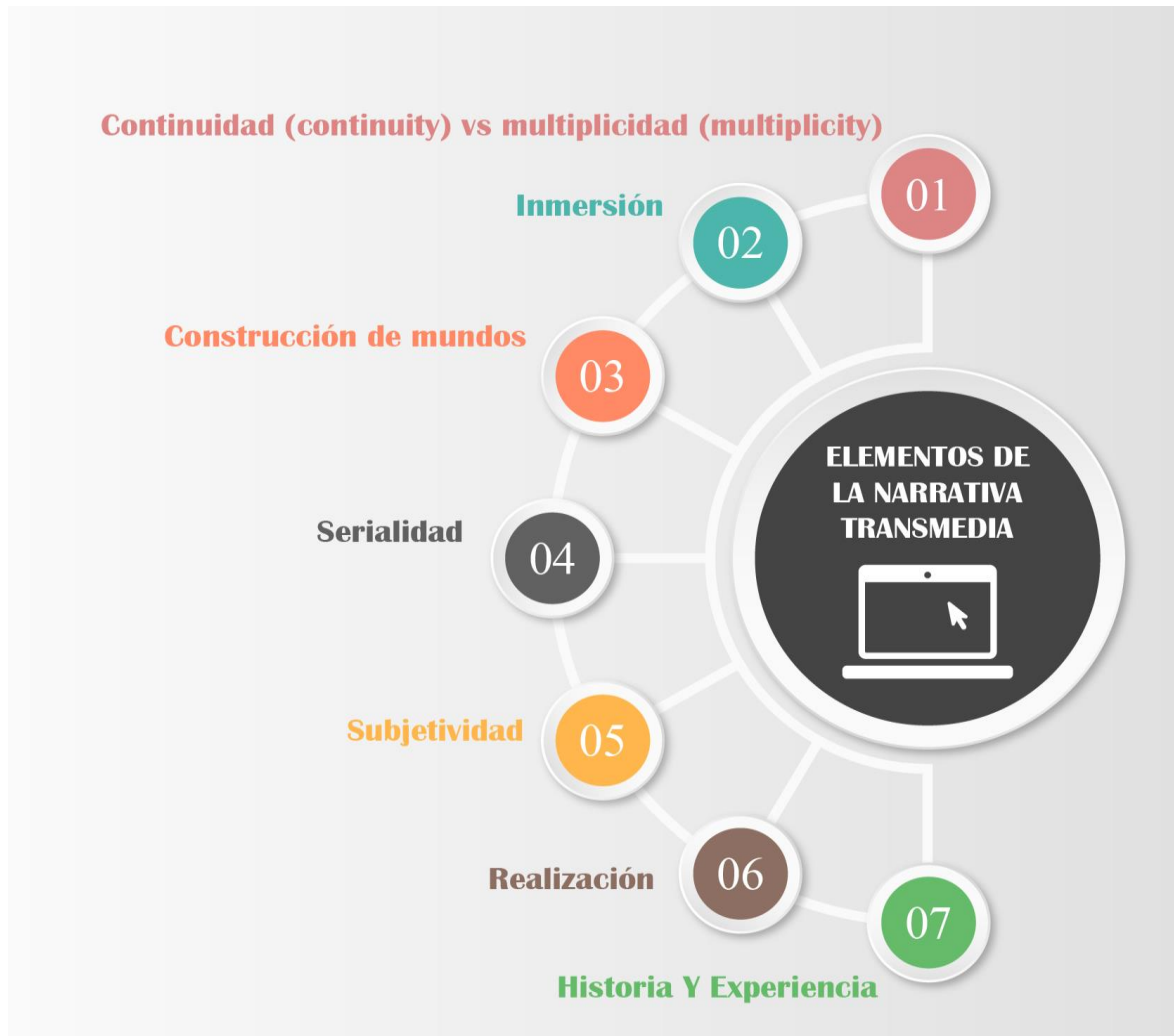 Continuidad (continuity) vs multiplicidad (multiplicity)
01
Inmersión
02
Construcción de mundos
03
ELEMENTOS DE
LA NARRATIVA
TRANSMEDIA
Serialidad
04
Subjetividad
05
Realización
06
07
Historia Y Experiencia